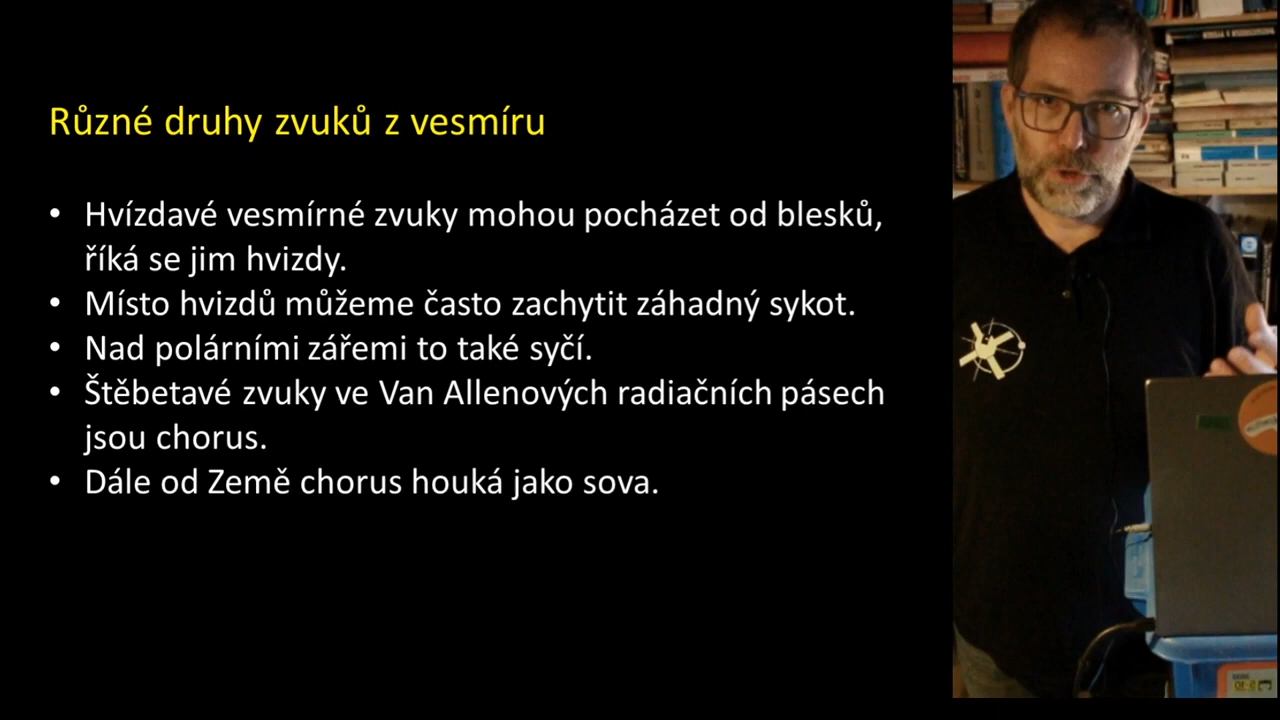 Různé druhy zvuků z vesmíru
• Hvízdavé vesmírné zvuky mohou pocházet od blesků,
říká se jim hvizdy.
• Místo hvizdů můžeme často zachytit záhadný sykot.
• Nad polárními zářemi to také syčí.
• Štěbetavé zvuky ve Van Allenových radiačních pásech
jsou chorus.
• Dále od Země chorus houká jako sova.